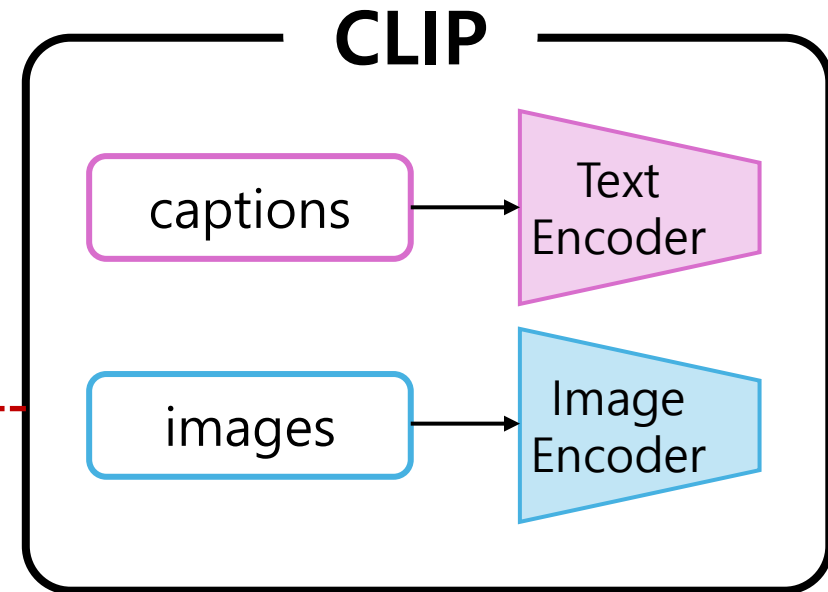 CLIP
captions
Text
Encoder
images
Image
Encoder